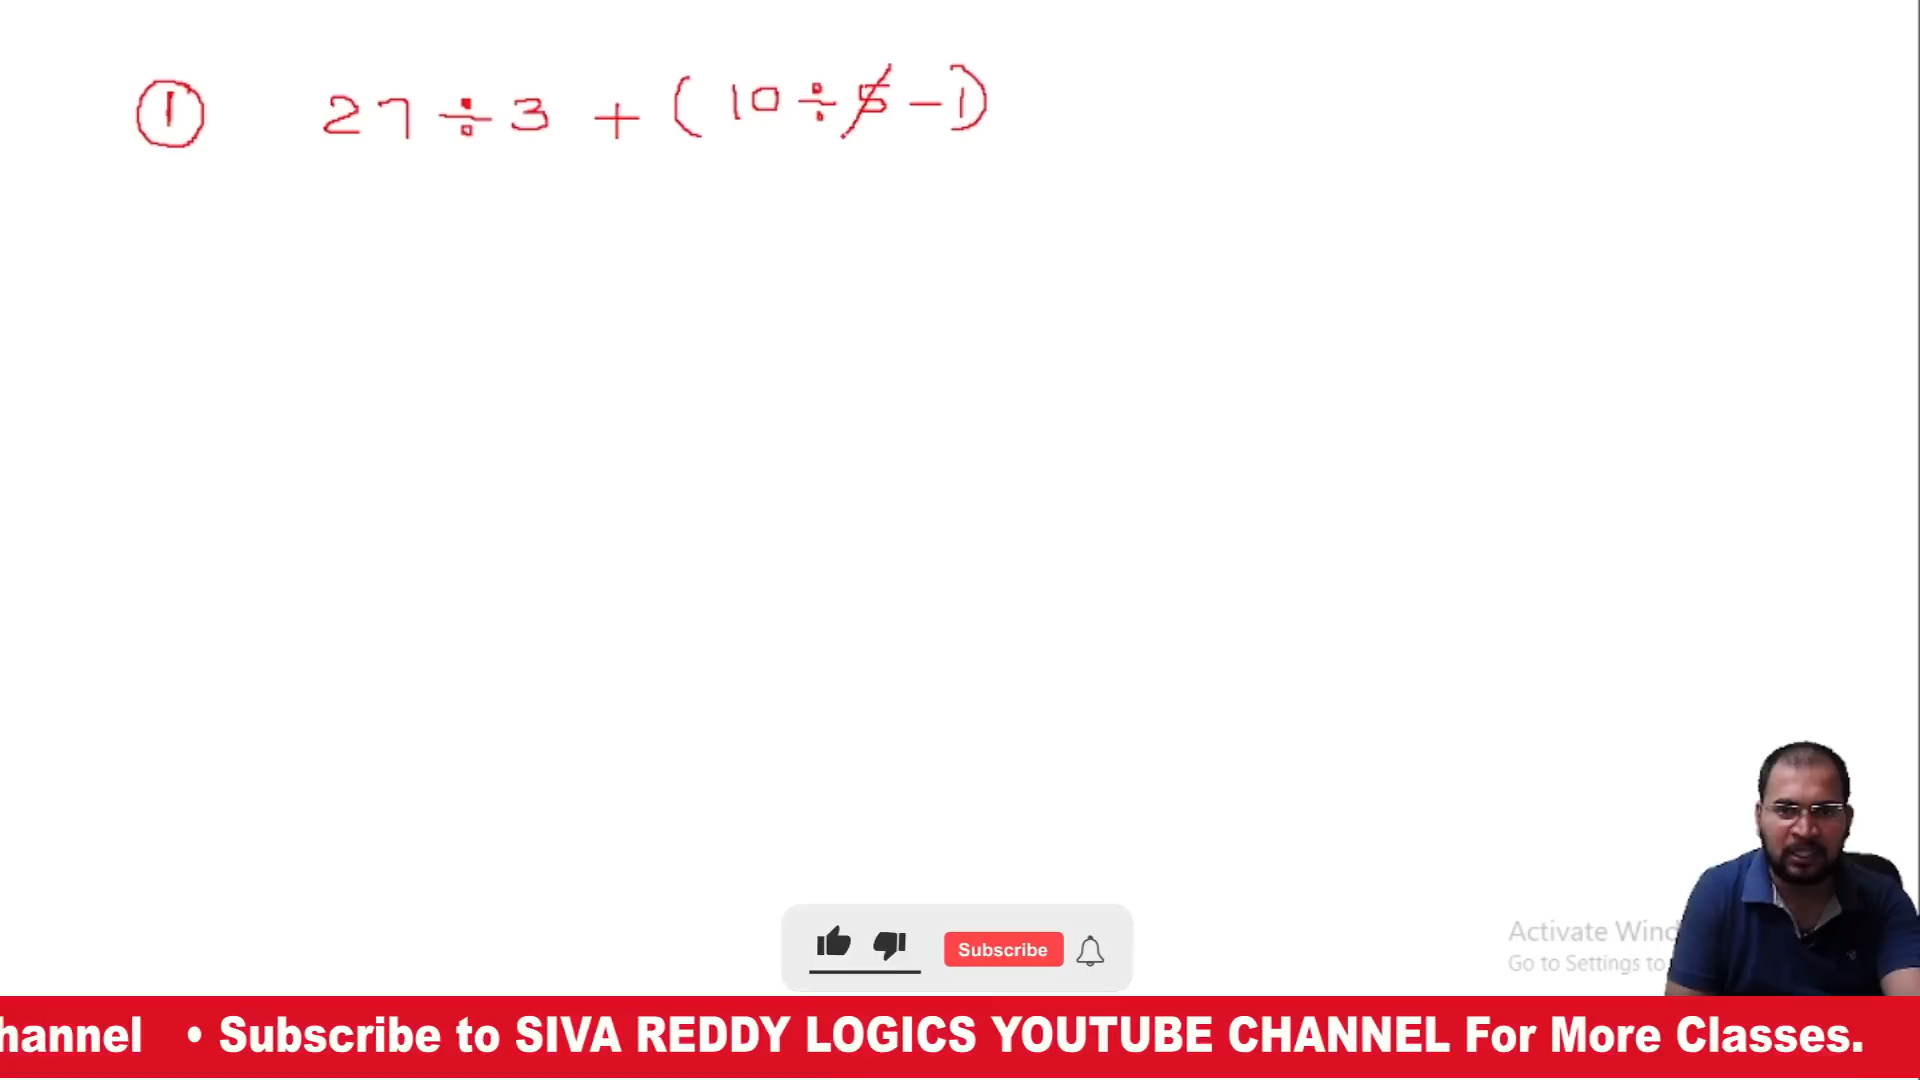 ① 27 ÷ 3 + (10 ÷ 5 - 1)
Subscribe
Activate Wind
Go to Settings to
hannel • Subscribe to SIVA REDDY LOGICS YOUTUBE CHANNEL For More Classes.